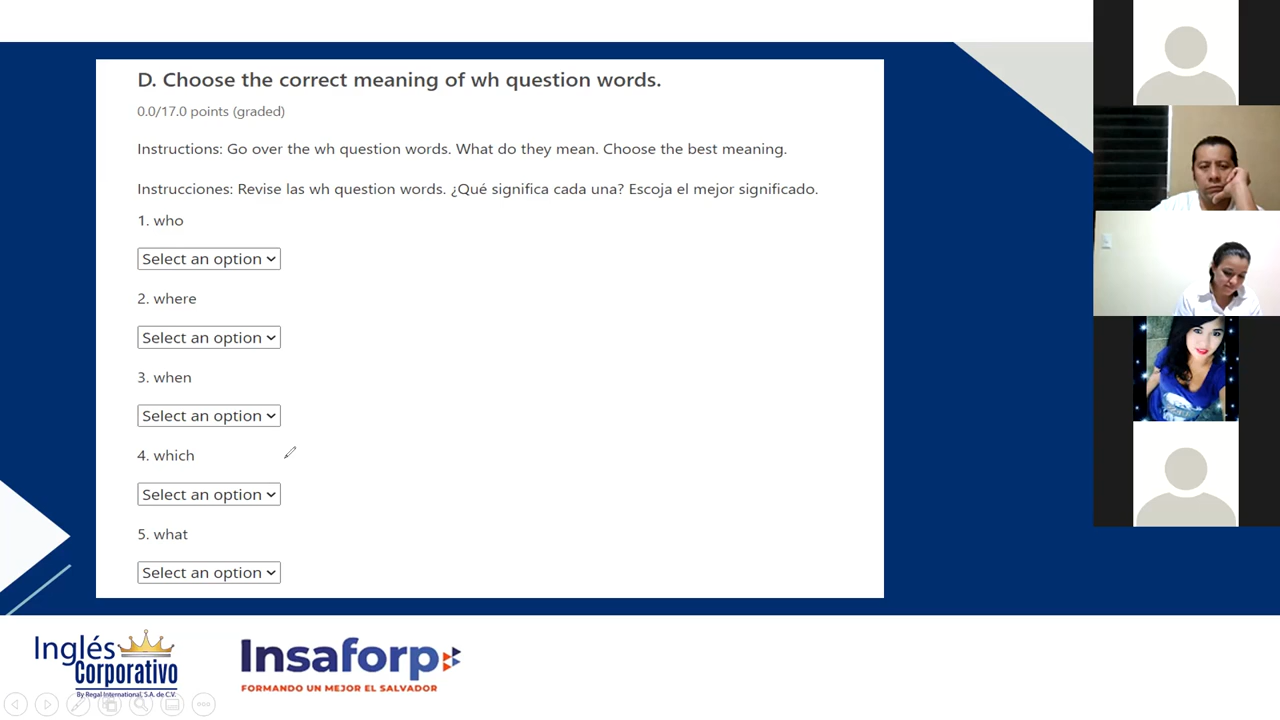 D. Choose the correct meaning of wh question words.
0.0/17.0 points (graded)
Instructions: Go over the wh question words. What do they mean. Choose the best meaning.
Instrucciones: Revise las wh question words. ¿Qué significa cada una? Escoja el mejor significado.
1. who
Select an option
2. where
Select an option
3. when
Select an option
4. which
Select an option
5. what
Select an option
Inglés
Corporativo
By Regal International, S.A. de C.V.
Insaforp
FORMANDO UN MEJOR EL SALVADOR